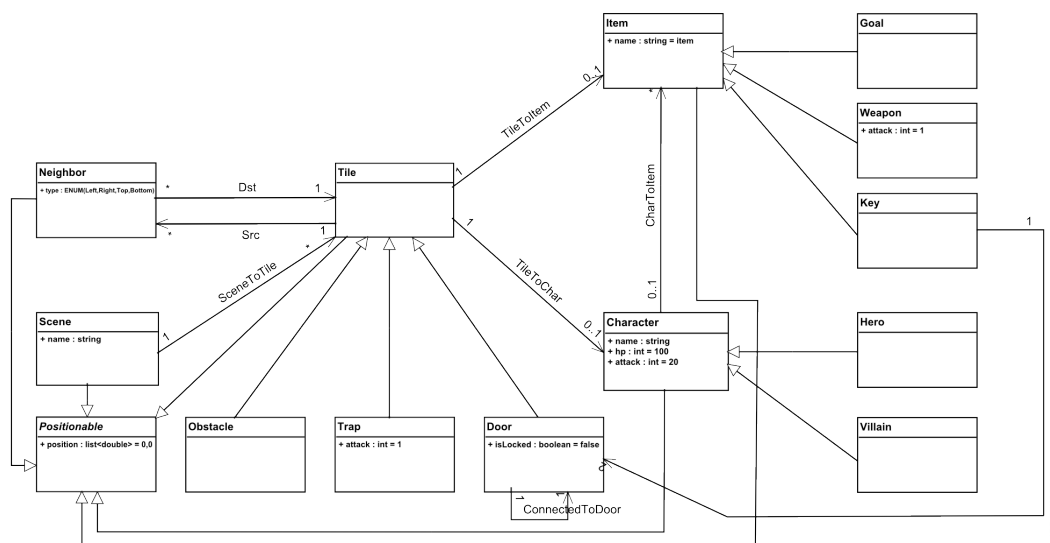 Item
+ name : string = item
Goal
Weapon
+ attack : int = 1
Key
1
Neighbor
+ type : ENUM(Left,Right,Top,Bottom)
*
Dst
1
*
Src
1
Tile
1
TileToItem
0..1
*
CharToItem
0..1
1
TileToChar
0..1
*
SceneToTile
1
Scene
+ name : string
Character
+ name : string
+ hp : int = 100
+ attack : int = 20
Hero
Villain
Positionable
+ position : list<double> = 0,0
Obstacle
Trap
+ attack : int = 1
Door
+ isLocked : boolean = false
1
1
ConnectedToDoor